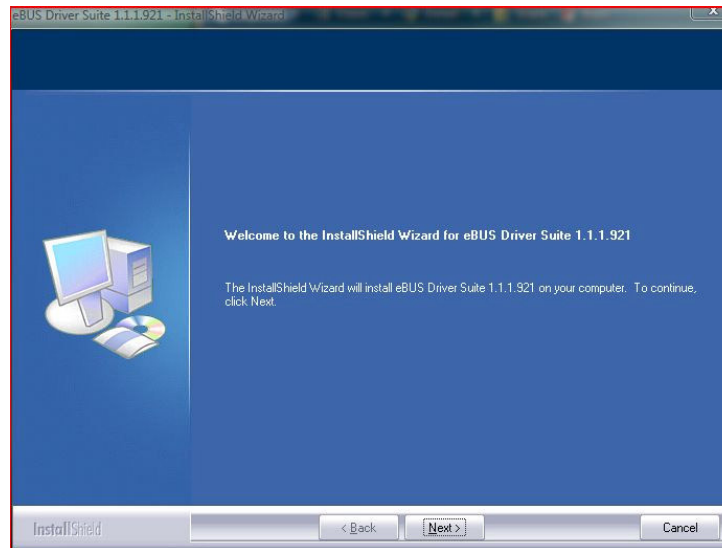 eBUS Driver Suite 1.1.1.921 - InstallShield Wizard
Welcome to the InstallShield Wizard for eBUS Driver Suite 1.1.1.921
The InstallShield Wizard will install eBUS Driver Suite 1.1.1.921 on your computer. To continue,
click Next.
InstallShield
< Back
Next >
Cancel